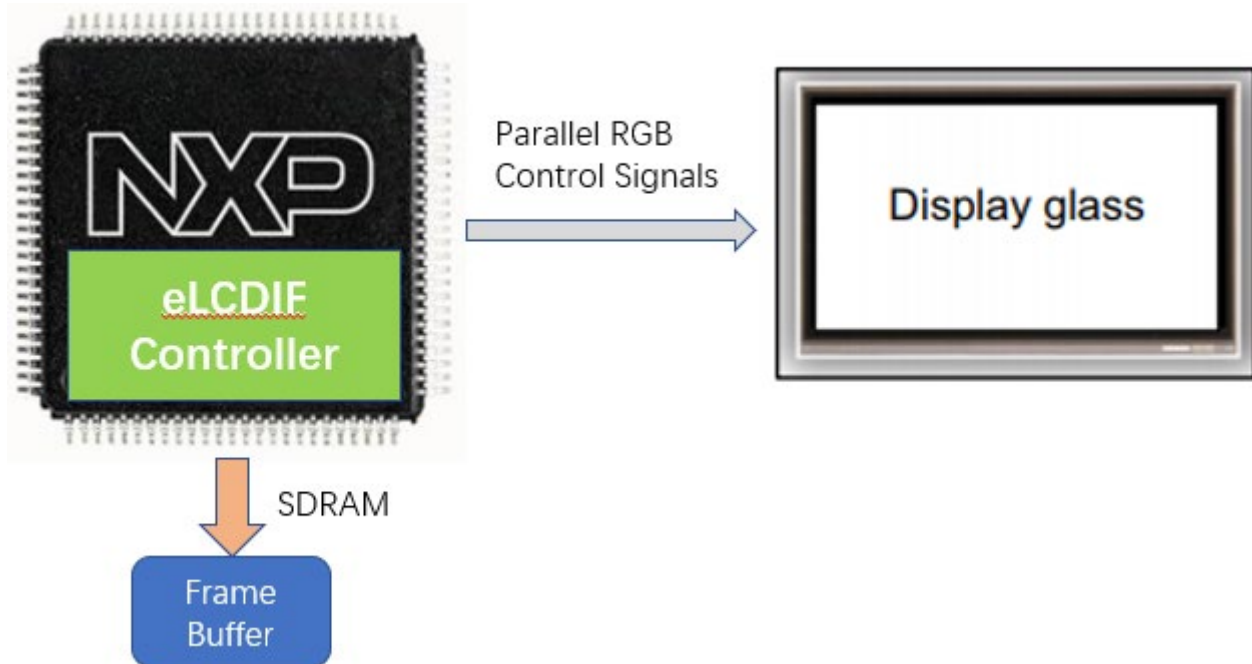 NXP
eLCDIF
Controller
Parallel RGB
Control Signals
Display glass
SDRAM
Frame
Buffer